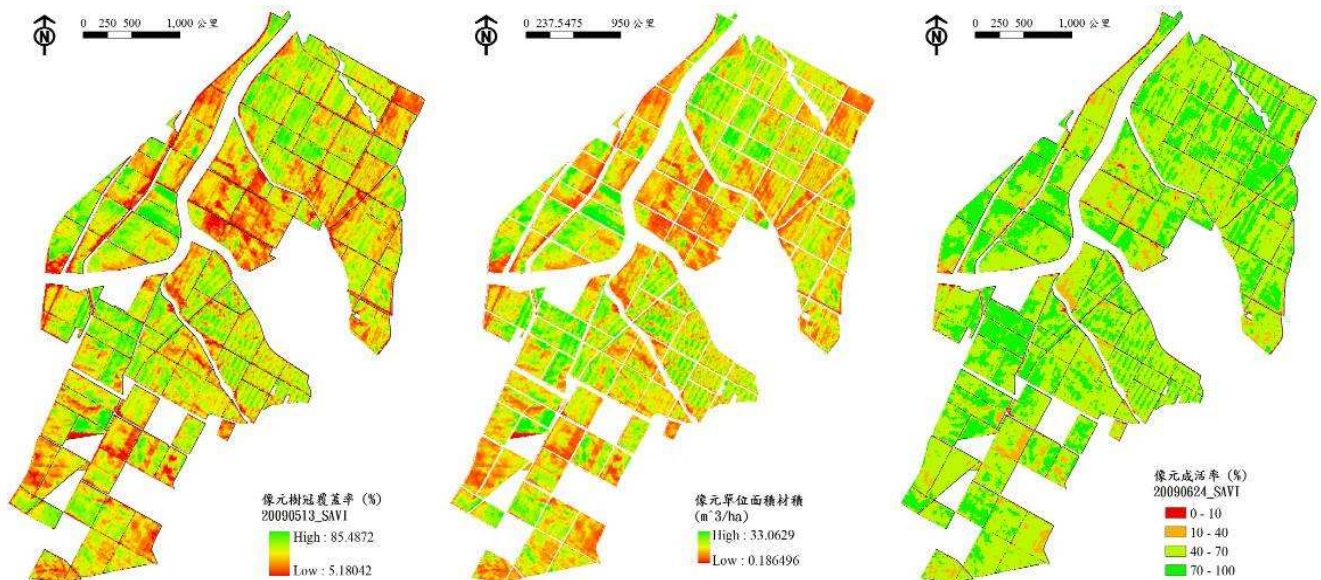 N
0 250 500 1,000 公里
N
0 237.5 475 950 公里
N
0 250 500 1,000 公里
像元樹冠覆蓋率 (%)
20090513_SAVI
High : 85.4872
Low : 5.18042
像元單位面積材積
(m^3/ha)
High : 33.0629
Low : 0.186496
像元成活率 (%)
20090624_SAVI
0 - 10
10 - 40
40 - 70
70 - 100